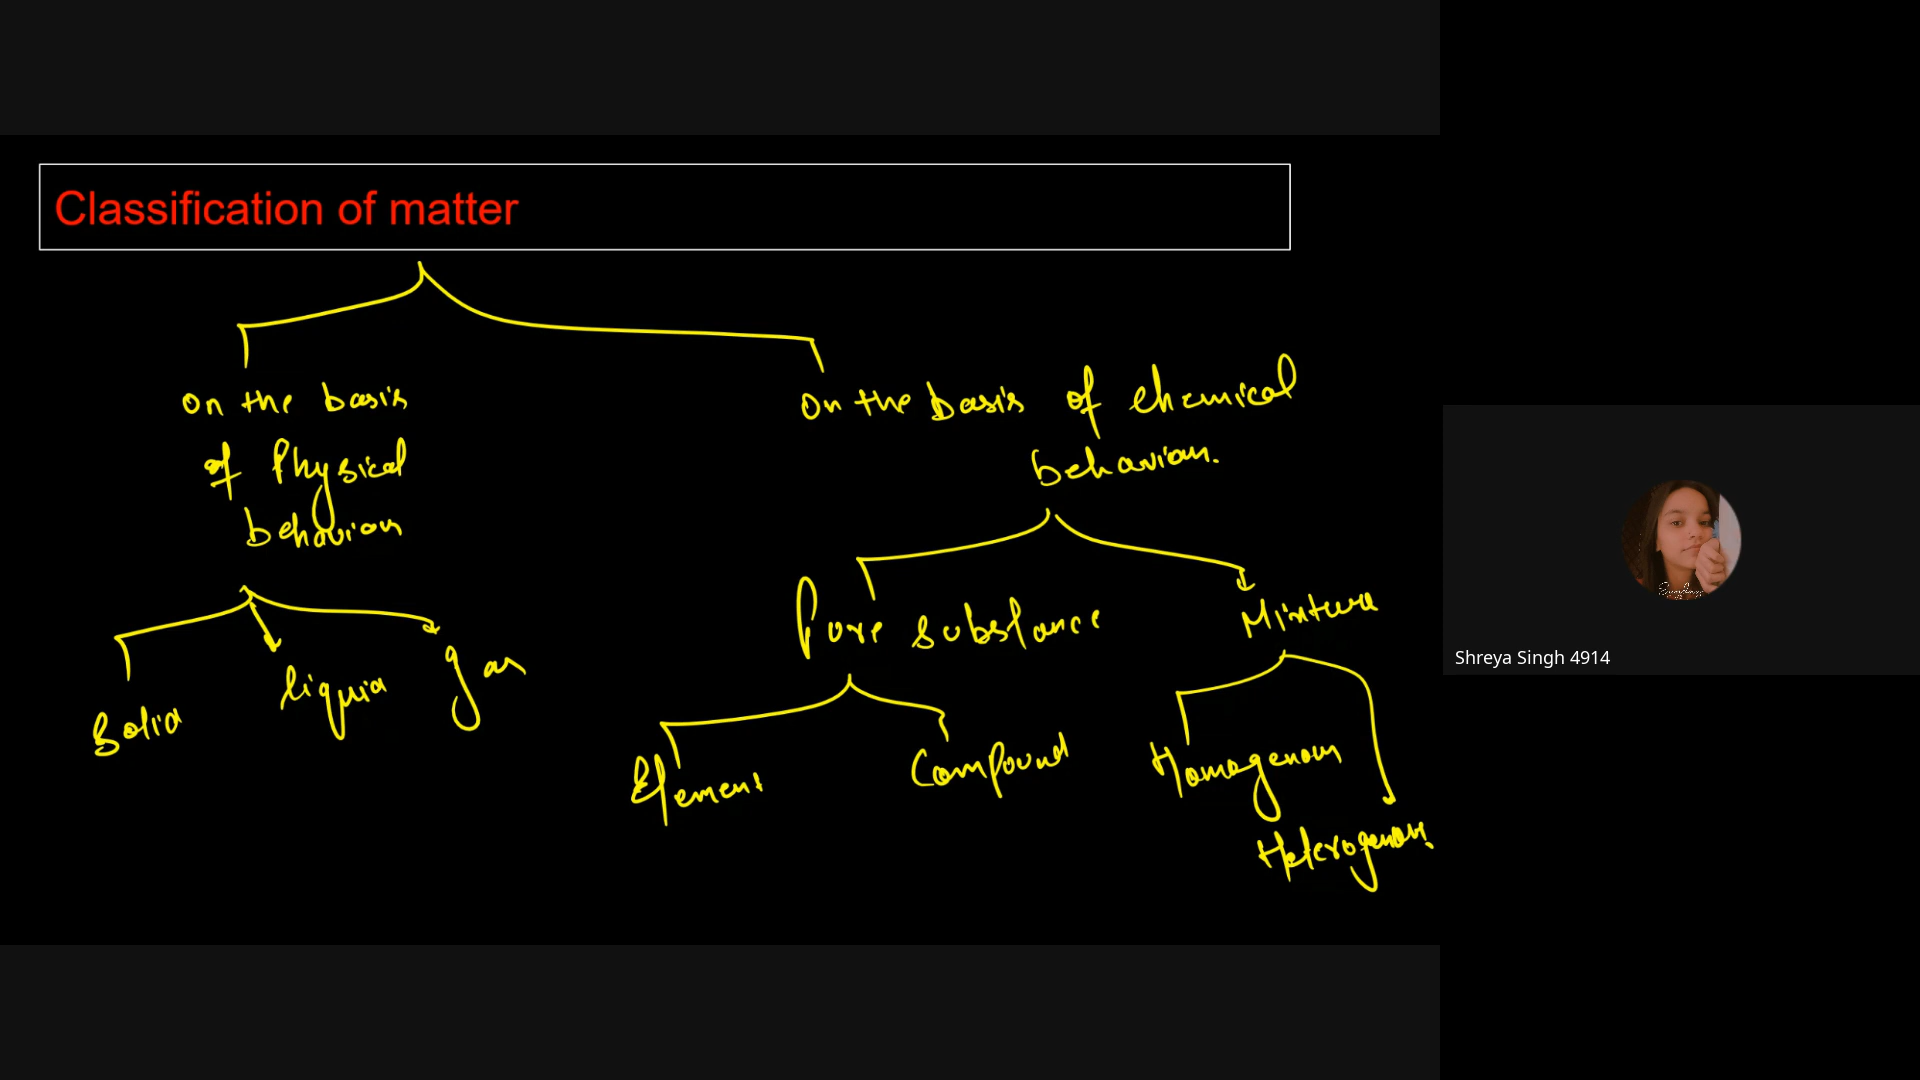 Classification of matter
On the basis
of Physical
behaviour
On the basis of chemical
behaviour.
Solid
liquid
gas
Pure substance
Mixture
Element
Compound
Homogenous
Heterogenous.
Shreya Singh 4914